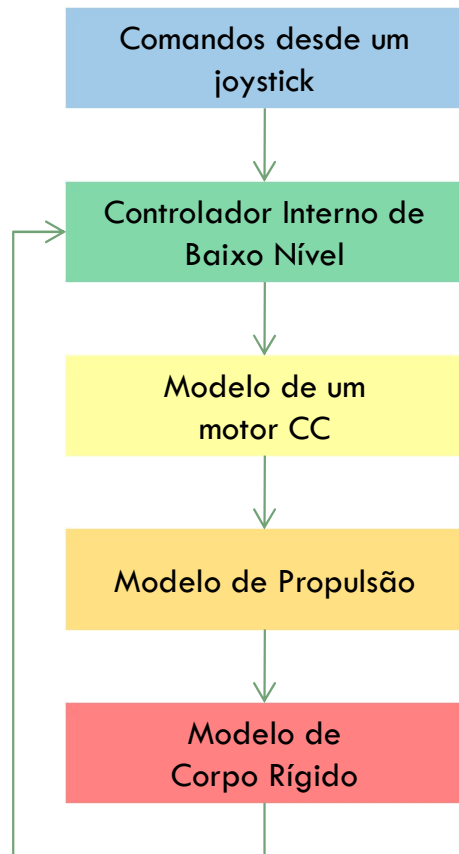 Comandos desde um
joystick
Controlador Interno de
Baixo Nível
Modelo de um
motor CC
Modelo de Propulsão
Modelo de
Corpo Rígido